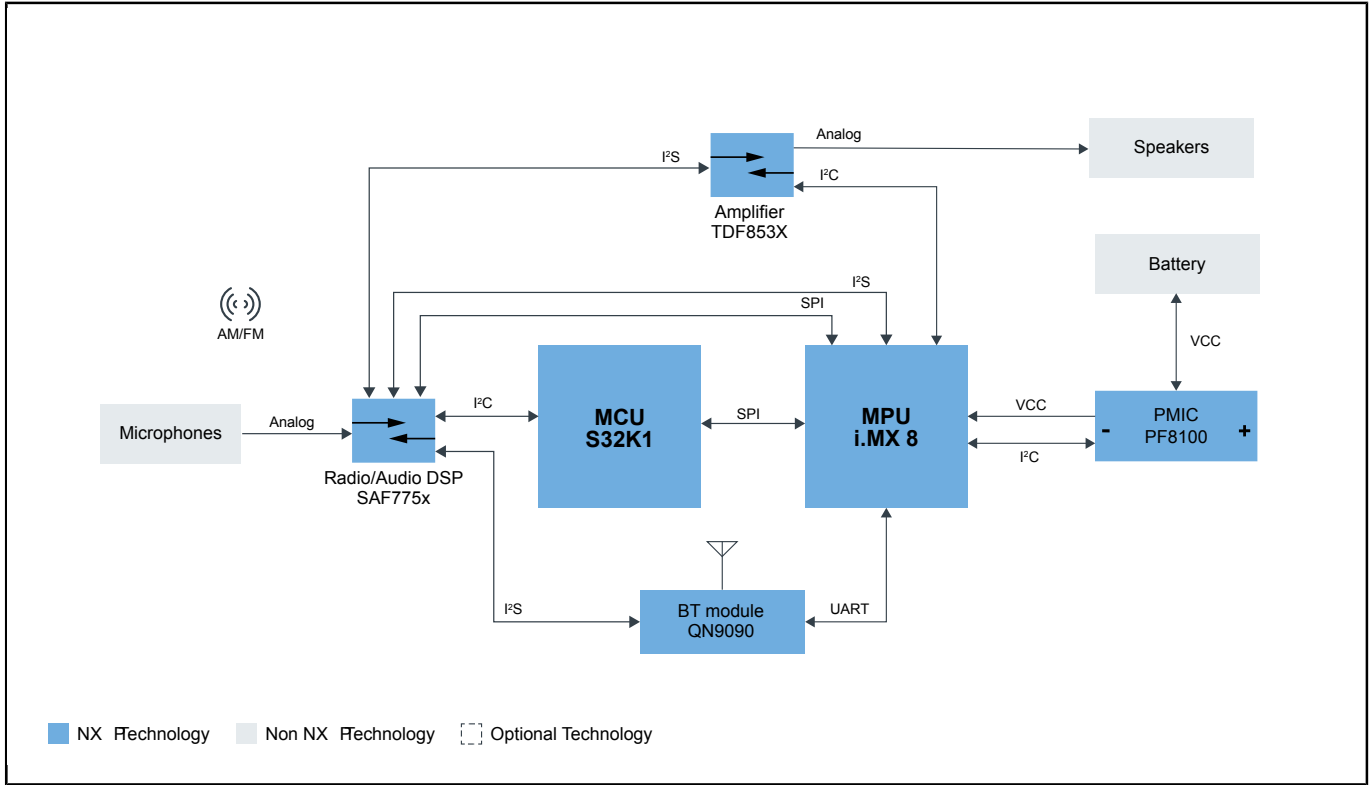 Analog
Speakers
I²S
I²C
Amplifier
TDF853X
Battery
I²S
SPI
AM/FM
VCC
Microphones
Analog
I²C
MCU
S32K1
SPI
MPU
i.MX 8
VCC
I²C
- PMIC +
PF8100
Radio/Audio DSP
SAF775x
I²S
BT module
QN9090
UART
NX PTechnology
Non NX PTechnology
Optional Technology